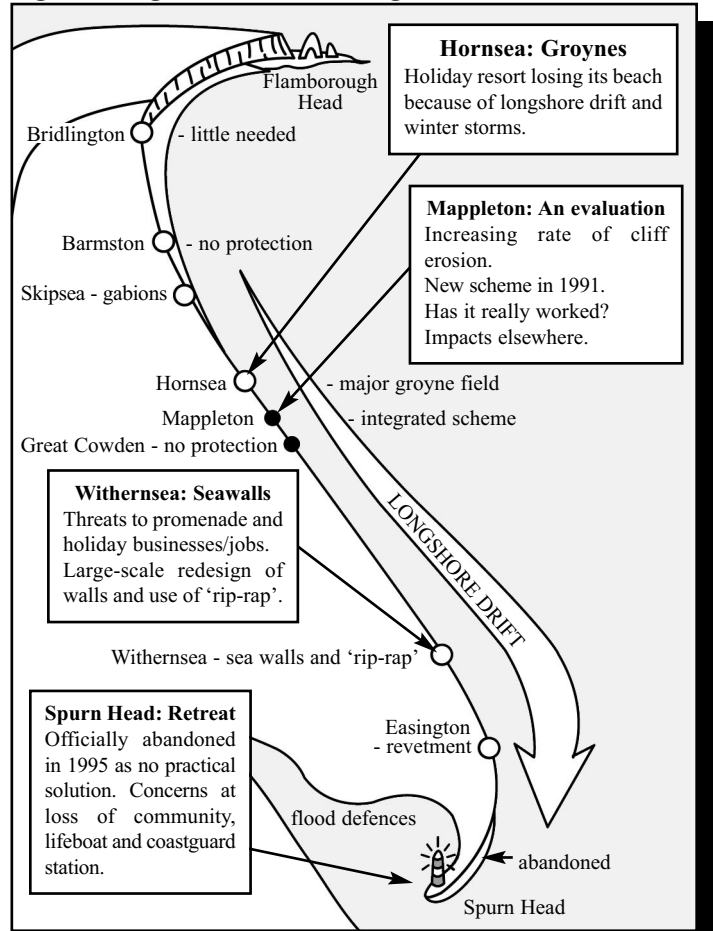 Hornsea: Groynes
Holiday resort losing its beach
because of longshore drift and
winter storms.
Flamborough
Head
Bridlington
- little needed
Mappleton: An evaluation
Increasing rate of cliff
erosion.
New scheme in 1991.
Has it really worked?
Impacts elsewhere.
Barmston
- no protection
Skipsea - gabions
Hornsea
- major groyne field
Mappleton
- integrated scheme
Great Cowden - no protection
Withernsea: Seawalls
Threats to promenade and
holiday businesses/jobs.
Large-scale redesign of
walls and use of ‘rip-rap’.
LONGSHORE DRIFT
Withernsea - sea walls and ‘rip-rap’
Spurn Head: Retreat
Officially abandoned
in 1995 as no practical
solution. Concerns at
loss of community,
lifeboat and coastguard
station.
Easington
- revetment
flood defences
abandoned
Spurn Head